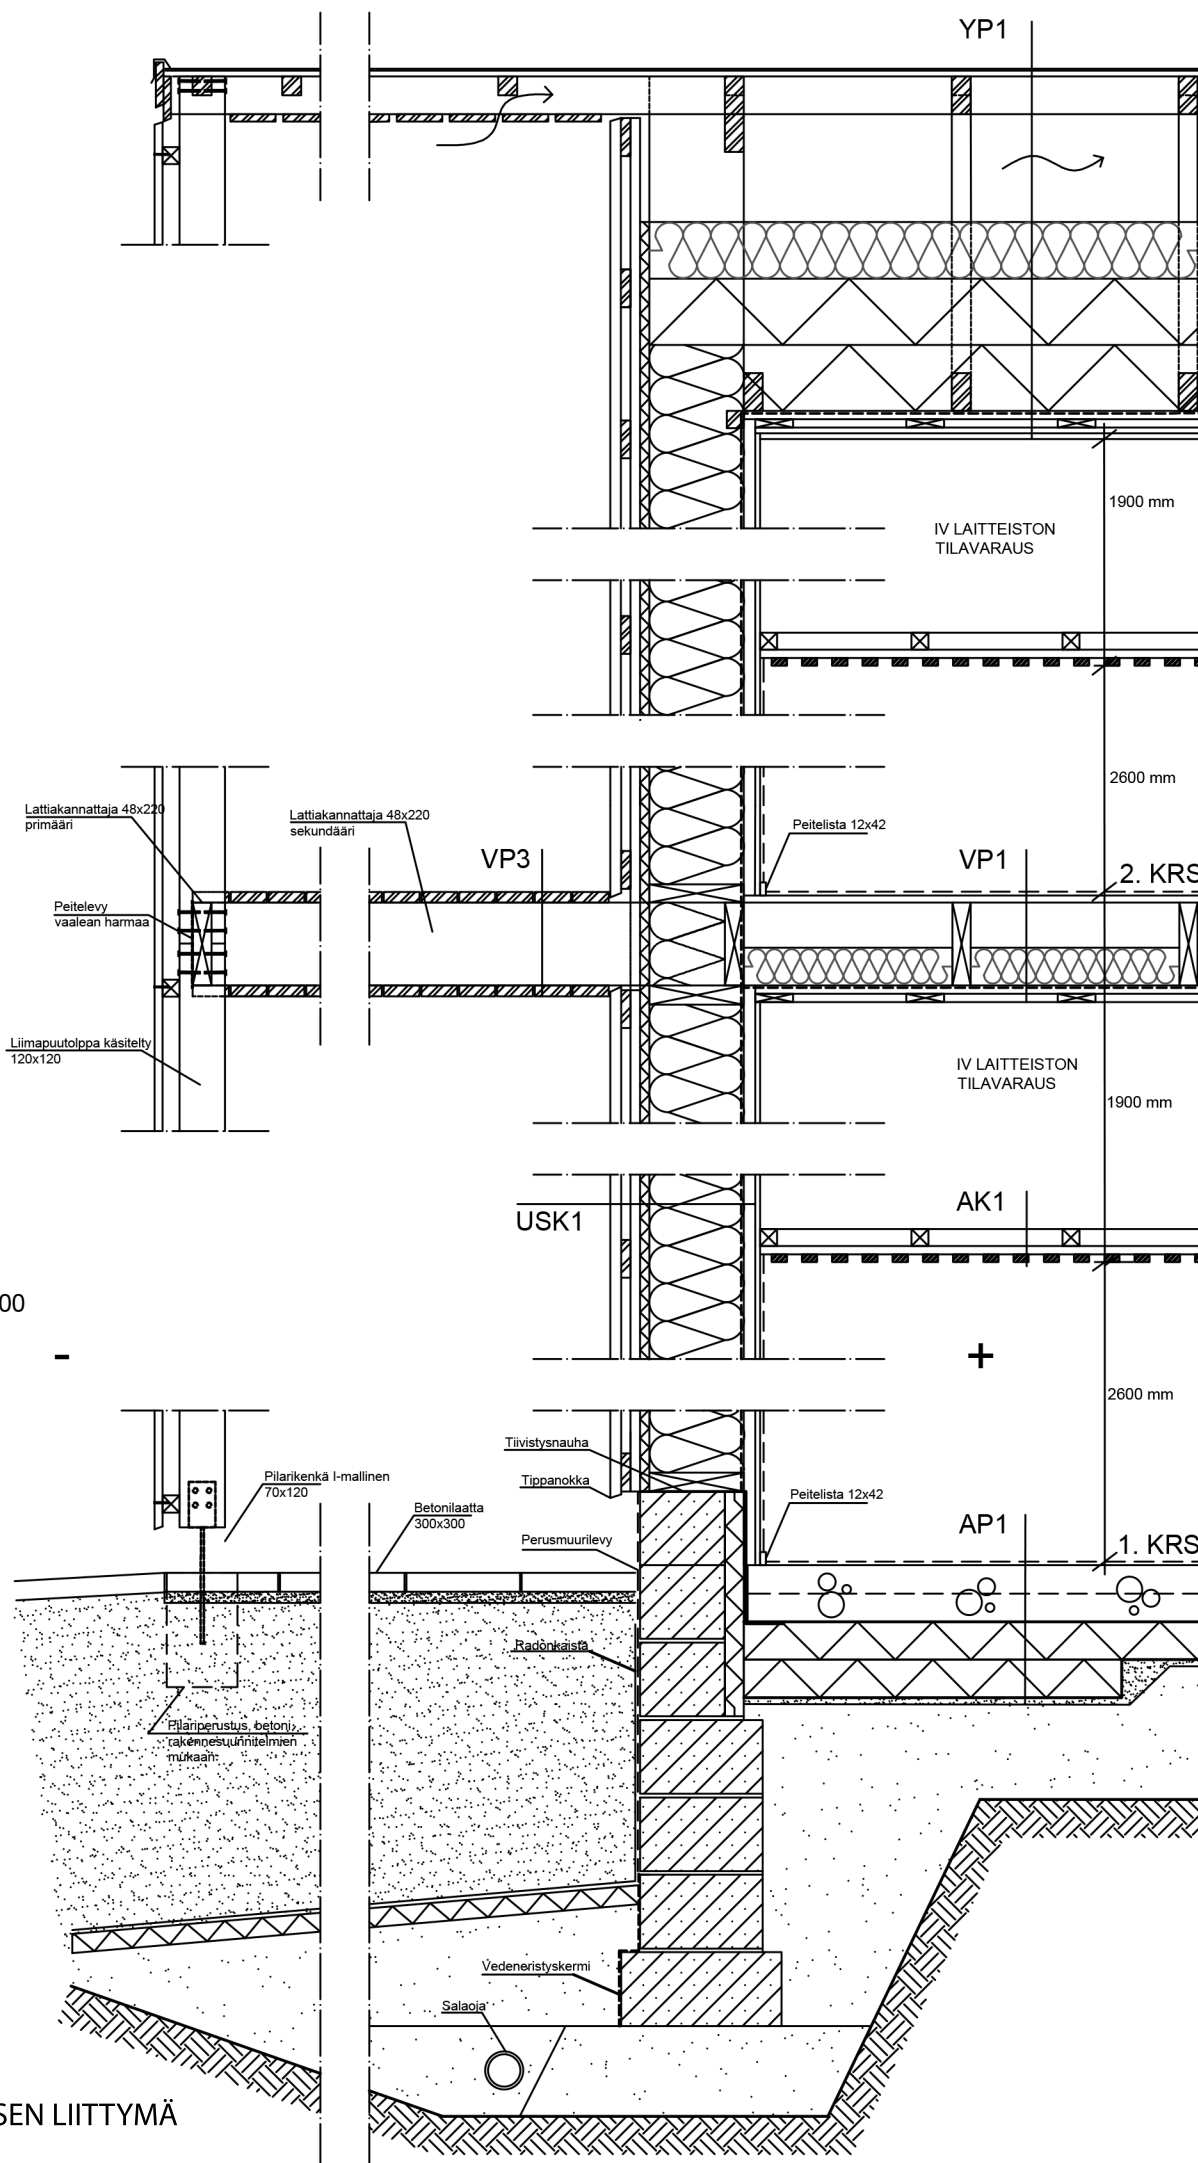 YP1
1900 mm
IV LAITTEISTON
TILAVARAUS
2600 mm
Lattiakannattaja 48x220
primääri
Lattiakannattaja 48x220
sekundääri
Peitelista 12x42
VP3
VP1
2. KRS
Peitelevy
vaalean harmaa
Liimapuutolppa käsitelty
120x120
IV LAITTEISTON
TILAVARAUS
1900 mm
USK1
AK1
00
-
+
2600 mm
Tiivistysnauha
Pilarikenkä I-mallinen
70x120
Tippanokka
Peitelista 12x42
Betonilaatta
300x300
AP1
Perusmuurilevy
1. KRS
Radonkaista
Pilariperustus, betoni,
rakennesuunnitelmien
mukaan
Vedeneristyskermi
Salaoja
SEN LIITTYMÄ